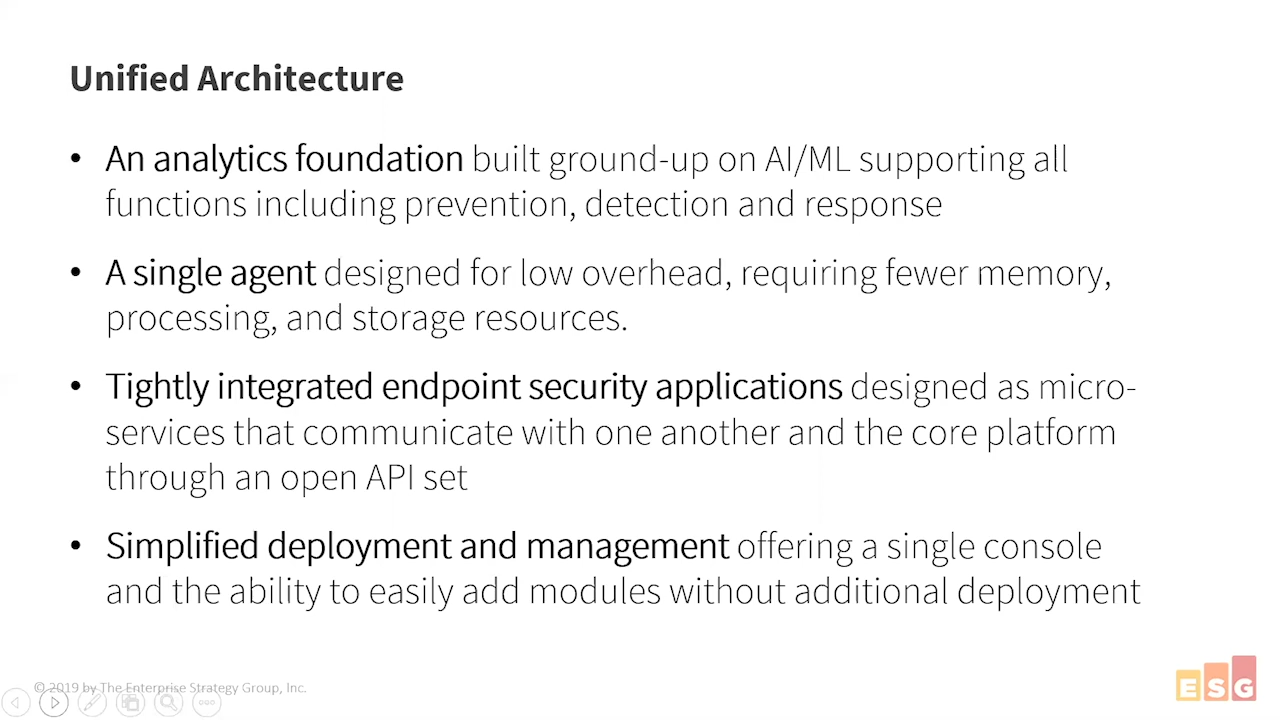 Unified Architecture
• An analytics foundation built ground-up on AI/ML supporting all
functions including prevention, detection and response
• A single agent designed for low overhead, requiring fewer memory,
processing, and storage resources.
• Tightly integrated endpoint security applications designed as micro-
services that communicate with one another and the core platform
through an open API set
• Simplified deployment and management offering a single console
and the ability to easily add modules without additional deployment
© 2019 by The Enterprise Strategy Group, Inc.
ESG